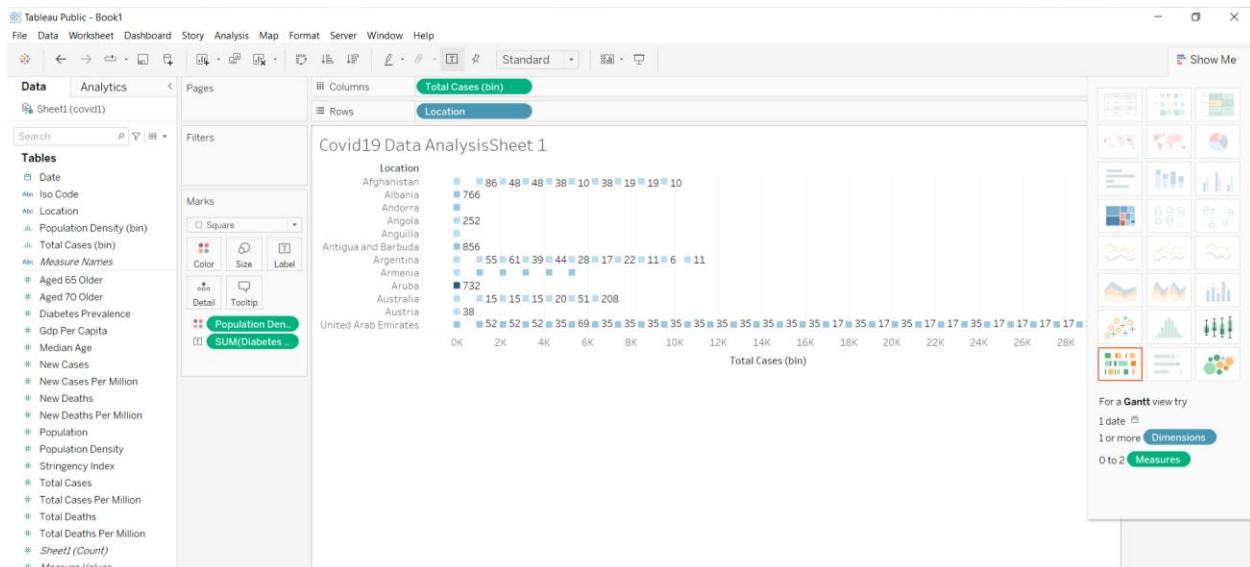 Tableau Public - Book1
File Data Worksheet Dashboard Story Analysis Map Format Server Window Help
Standard
Show Me
Data Analytics
Sheet1 (covid1)
Search
Tables
Date
Abc Iso Code
Abc Location
Population Density (bin)
Total Cases (bin)
Abc Measure Names
# Aged 65 Older
# Aged 70 Older
# Diabetes Prevalence
# Gdp Per Capita
# Median Age
# New Cases
# New Cases Per Million
# New Deaths
# New Deaths Per Million
# Population
# Population Density
# Stringency Index
# Total Cases
# Total Cases Per Million
# Total Deaths
# Total Deaths Per Million
# Sheet1 (Count)
# Measure Values
Pages
Filters
Marks
Square
Color Size Label
Detail Tooltip
Population Den..
SUM(Diabetes ..
Columns Total Cases (bin)
Rows Location
Covid19 Data AnalysisSheet 1
Location
Afghanistan 86 48 48 38 10 38 19 19 10
Albania 766
Andorra
Angola 252
Anguilla
Antigua and Barbuda 856
Argentina 55 61 39 44 28 17 22 11 6 11
Armenia
Aruba 732
Australia 15 15 15 20 51 208
Austria 38
United Arab Emirates 52 52 52 35 69 35 35 35 35 35 35 35 35 35 35 17 35 17 35 17 35 17 17 17 17
0K 2K 4K 6K 8K 10K 12K 14K 16K 18K 20K 22K 24K 26K 28K
Total Cases (bin)
For a Gantt view try
1 date
1 or more Dimensions
0 to 2 Measures